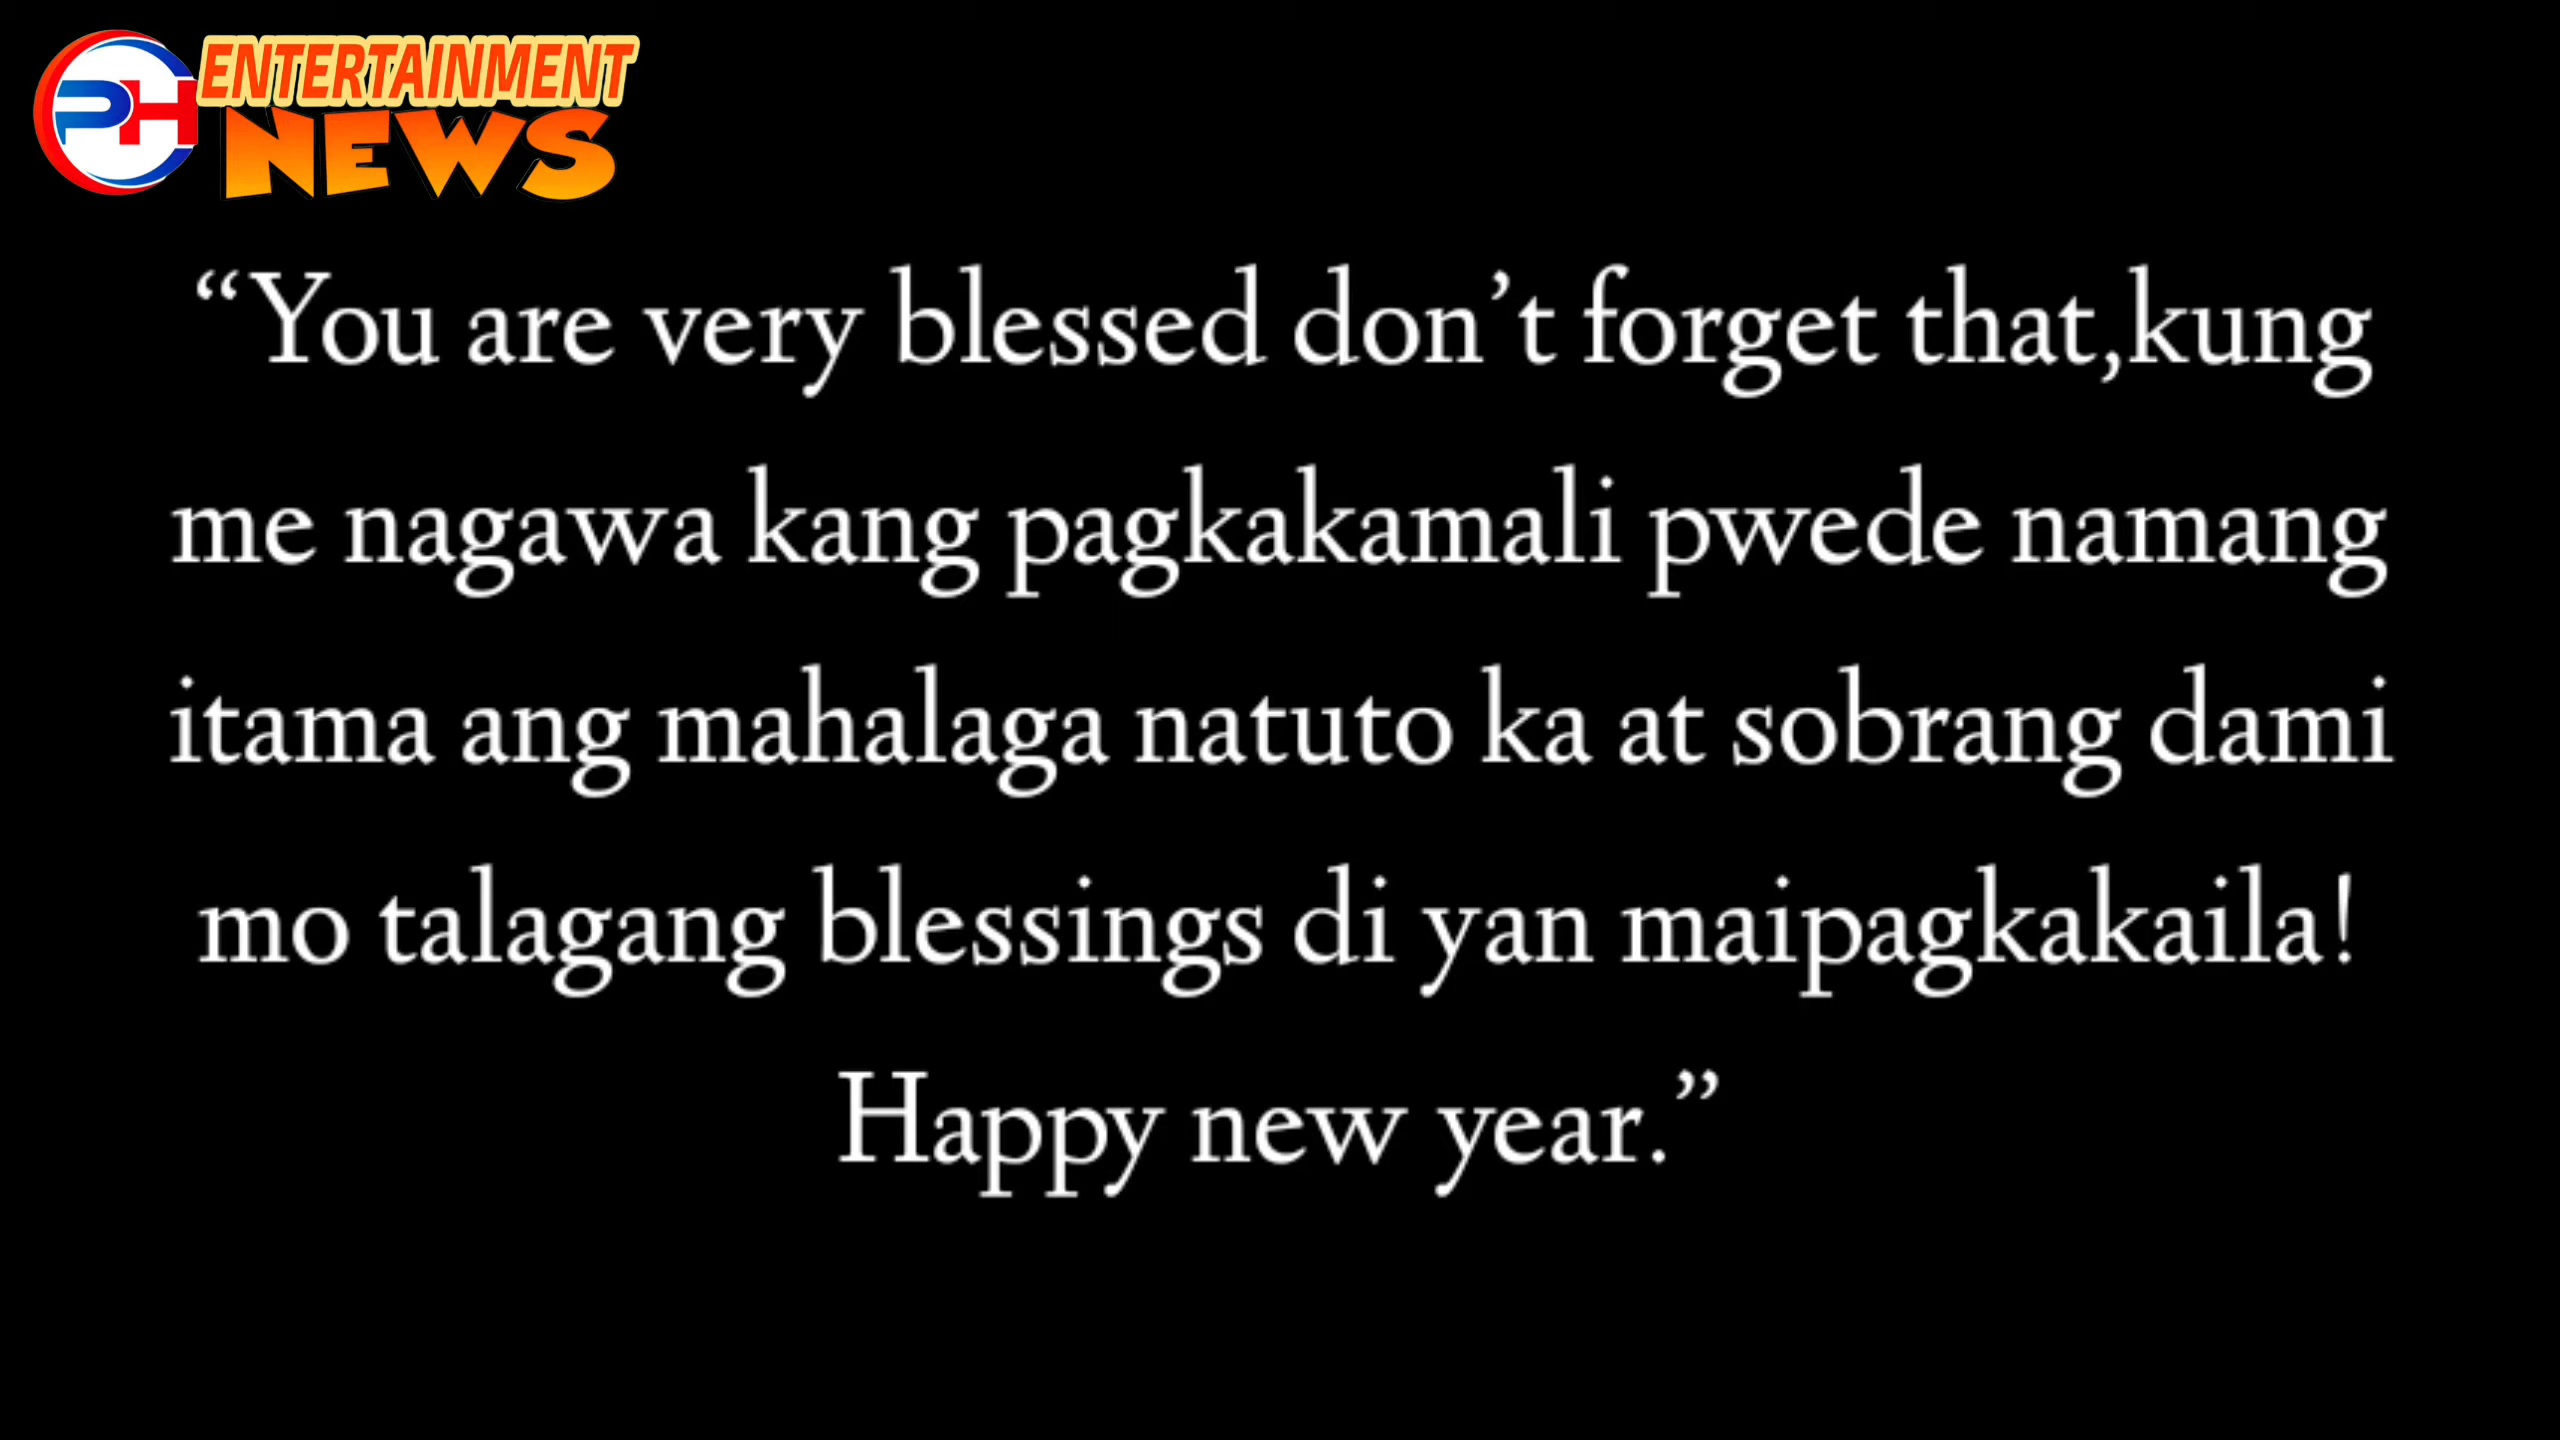 PH ENTERTAINMENT
NEWS
“You are very blessed don’t forget that,kung
me nagawa kang pagkakamali pwede namang
itama ang mahalaga natuto ka at sobrang dami
mo talagang blessings di yan maipagkakaila!
Happy new year.”